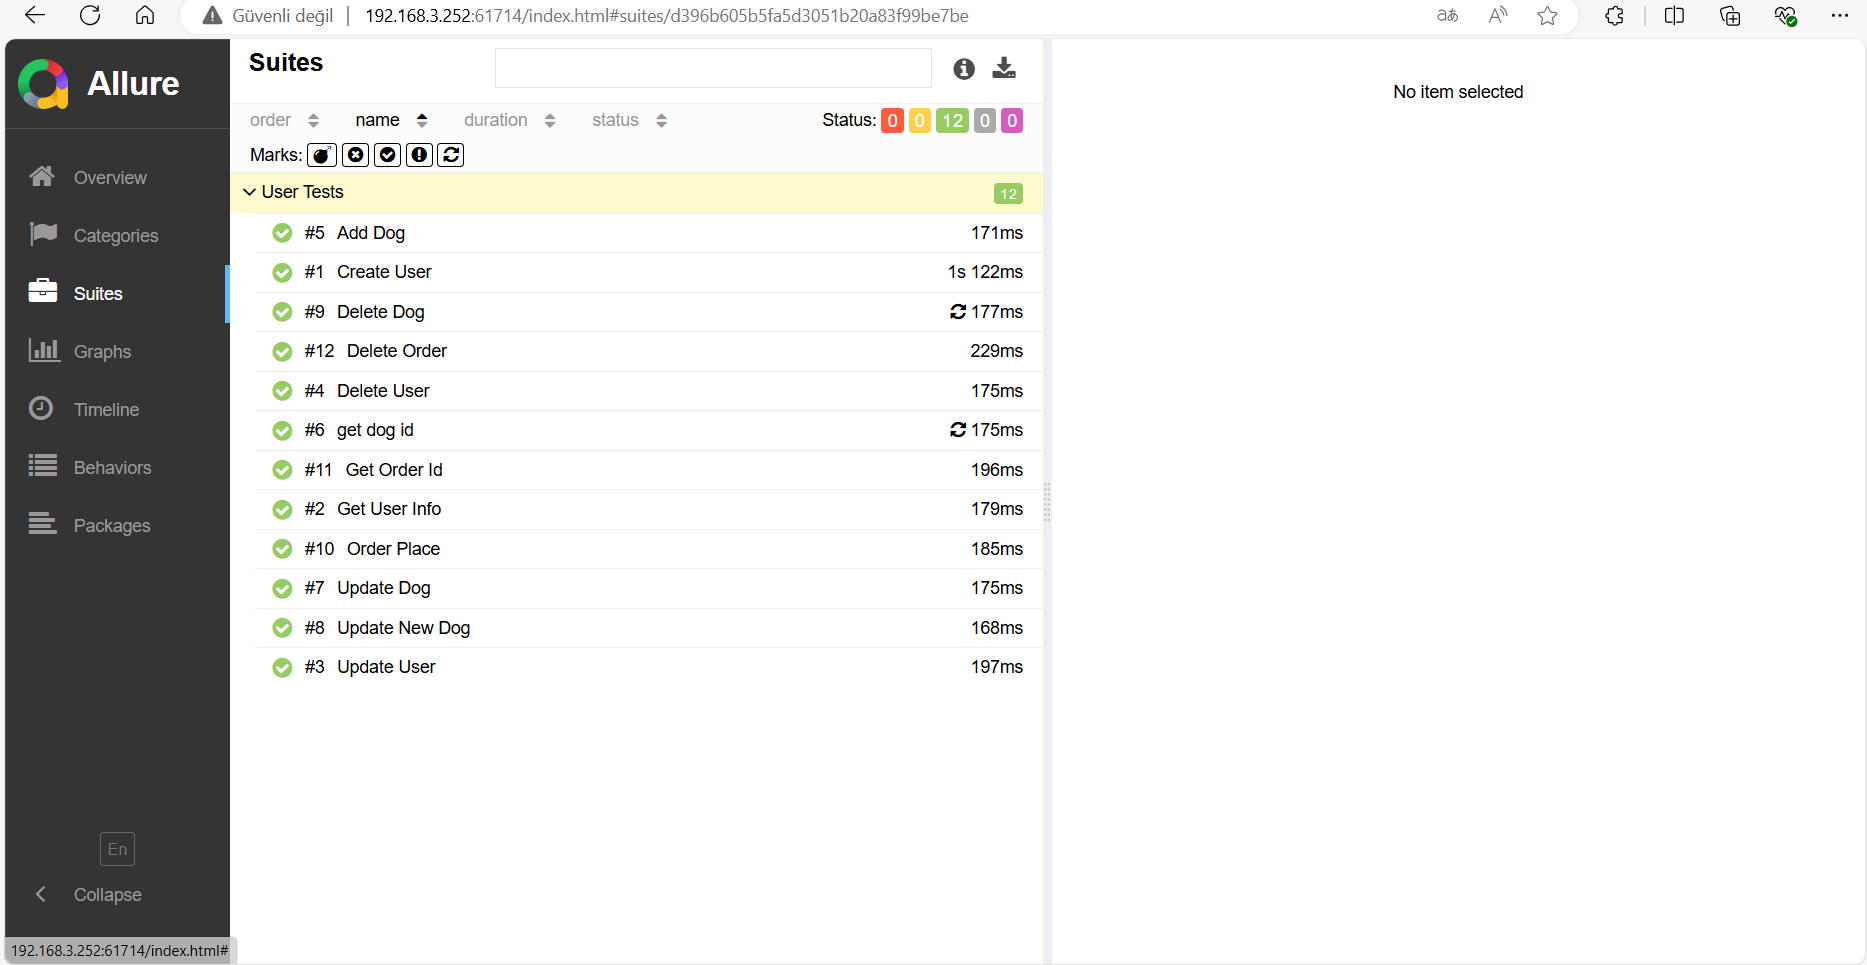 Güvenli değil | 192.168.3.252:61714/index.html#suites/d396b605b5fa5d3051b20a83f99be7be
Allure
Overview
Categories
Suites
Graphs
Timeline
Behaviors
Packages
En
Collapse
192.168.3.252:61714/index.html#
Suites
order name duration status Status: 0 0 12 0 0
Marks:
User Tests 12
#5 Add Dog 171ms
#1 Create User 1s 122ms
#9 Delete Dog 177ms
#12 Delete Order 229ms
#4 Delete User 175ms
#6 get dog id 175ms
#11 Get Order Id 196ms
#2 Get User Info 179ms
#10 Order Place 185ms
#7 Update Dog 175ms
#8 Update New Dog 168ms
#3 Update User 197ms
No item selected